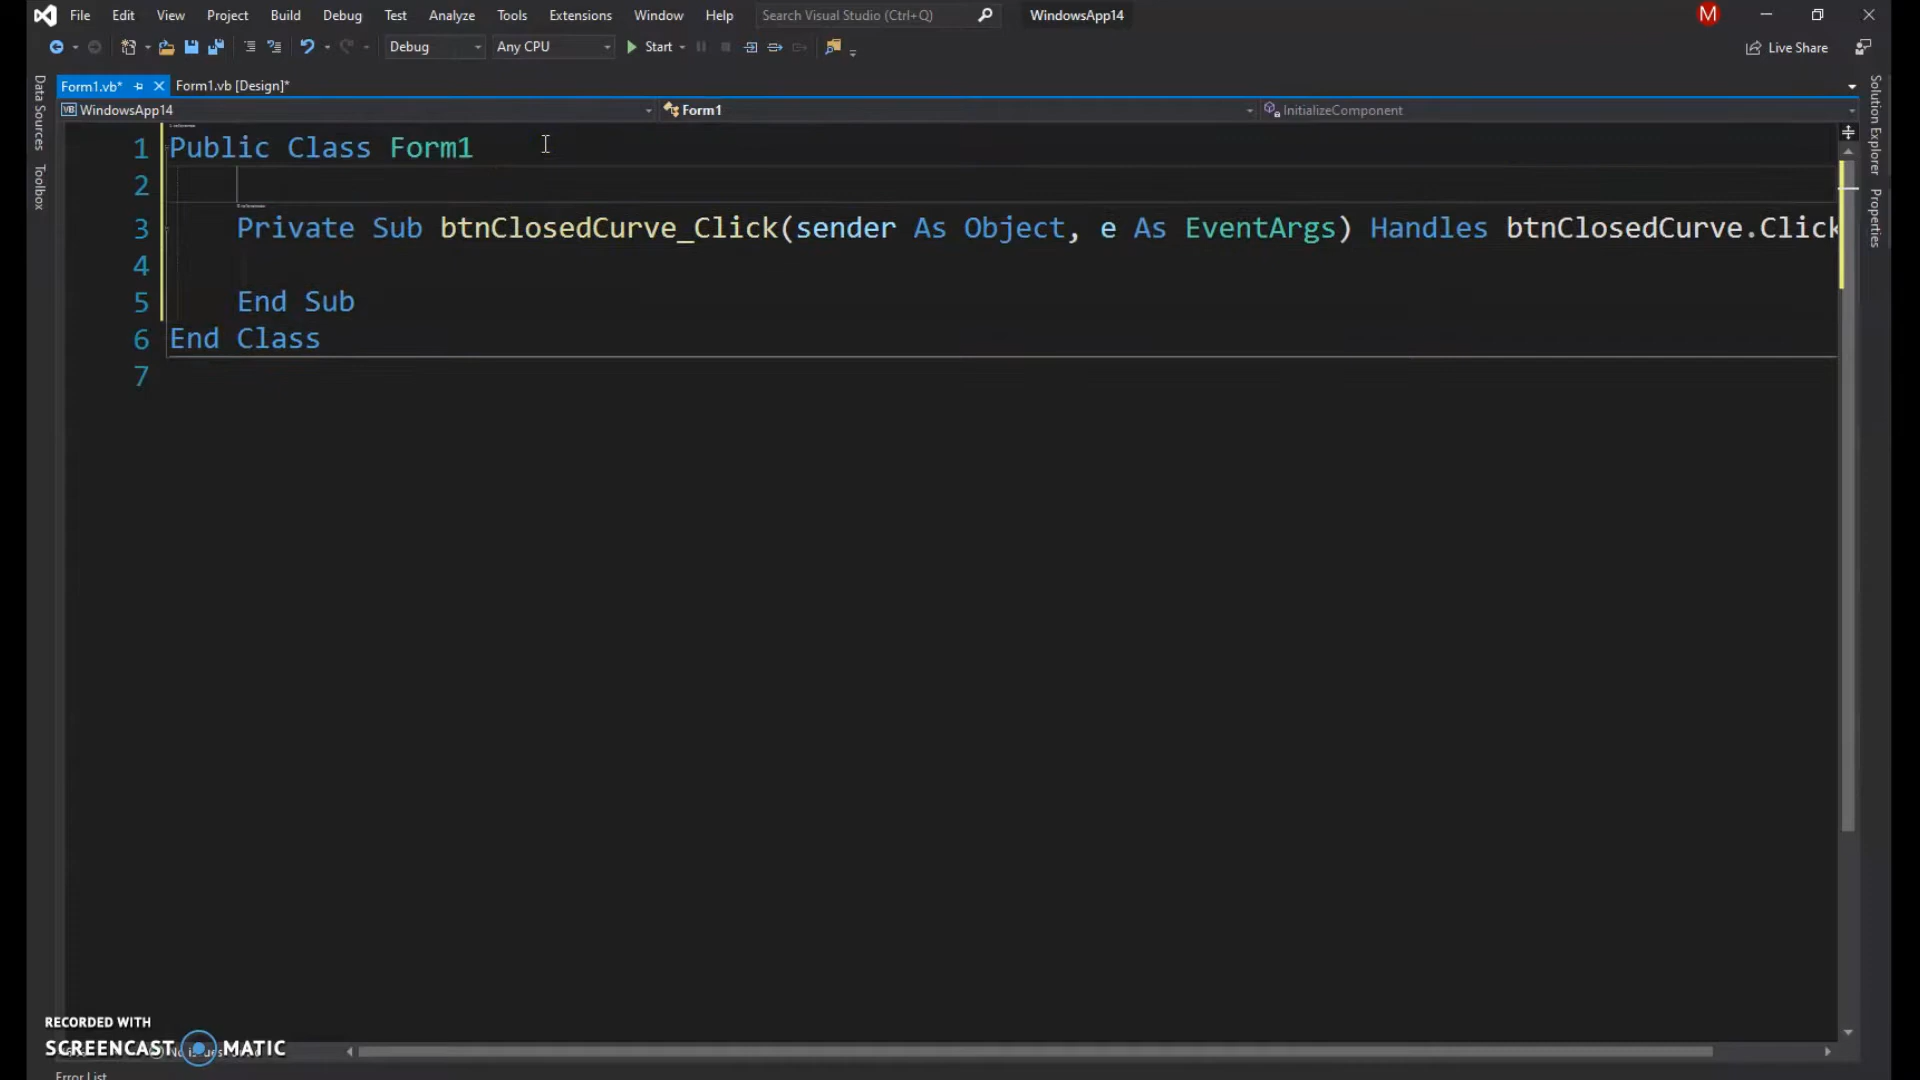 File Edit View Project Build Debug Test Analyze Tools Extensions Window Help Search Visual Studio (Ctrl+Q) WindowsApp14 M
Debug Any CPU Start Live Share
Form1.vb* Form1.vb [Design]*
VB WindowsApp14 Form1 InitializeComponent
Data Sources
Toolbox
Solution Explorer
Properties
1 Public Class Form1
2
3 Private Sub btnClosedCurve_Click(sender As Object, e As EventArgs) Handles btnClosedCurve.Click
4
5 End Sub
6 End Class
7
RECORDED WITH
SCREENCAST MATIC
Error List